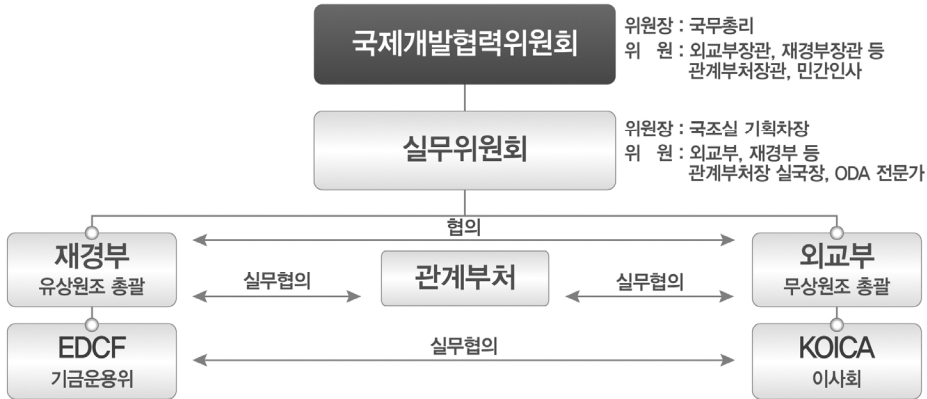 국제개발협력위원회
위원장 : 국무총리
위 원 : 외교부장관, 재경부장관 등
관계부처장관, 민간인사
실무위원회
위원장 : 국조실 기획차장
위 원 : 외교부, 재경부 등
관계부처장 실국장, ODA 전문가
협의
재경부
유상원조 총괄
실무협의
관계부처
실무협의
외교부
무상원조 총괄
EDCF
기금운용위
실무협의
KOICA
이사회